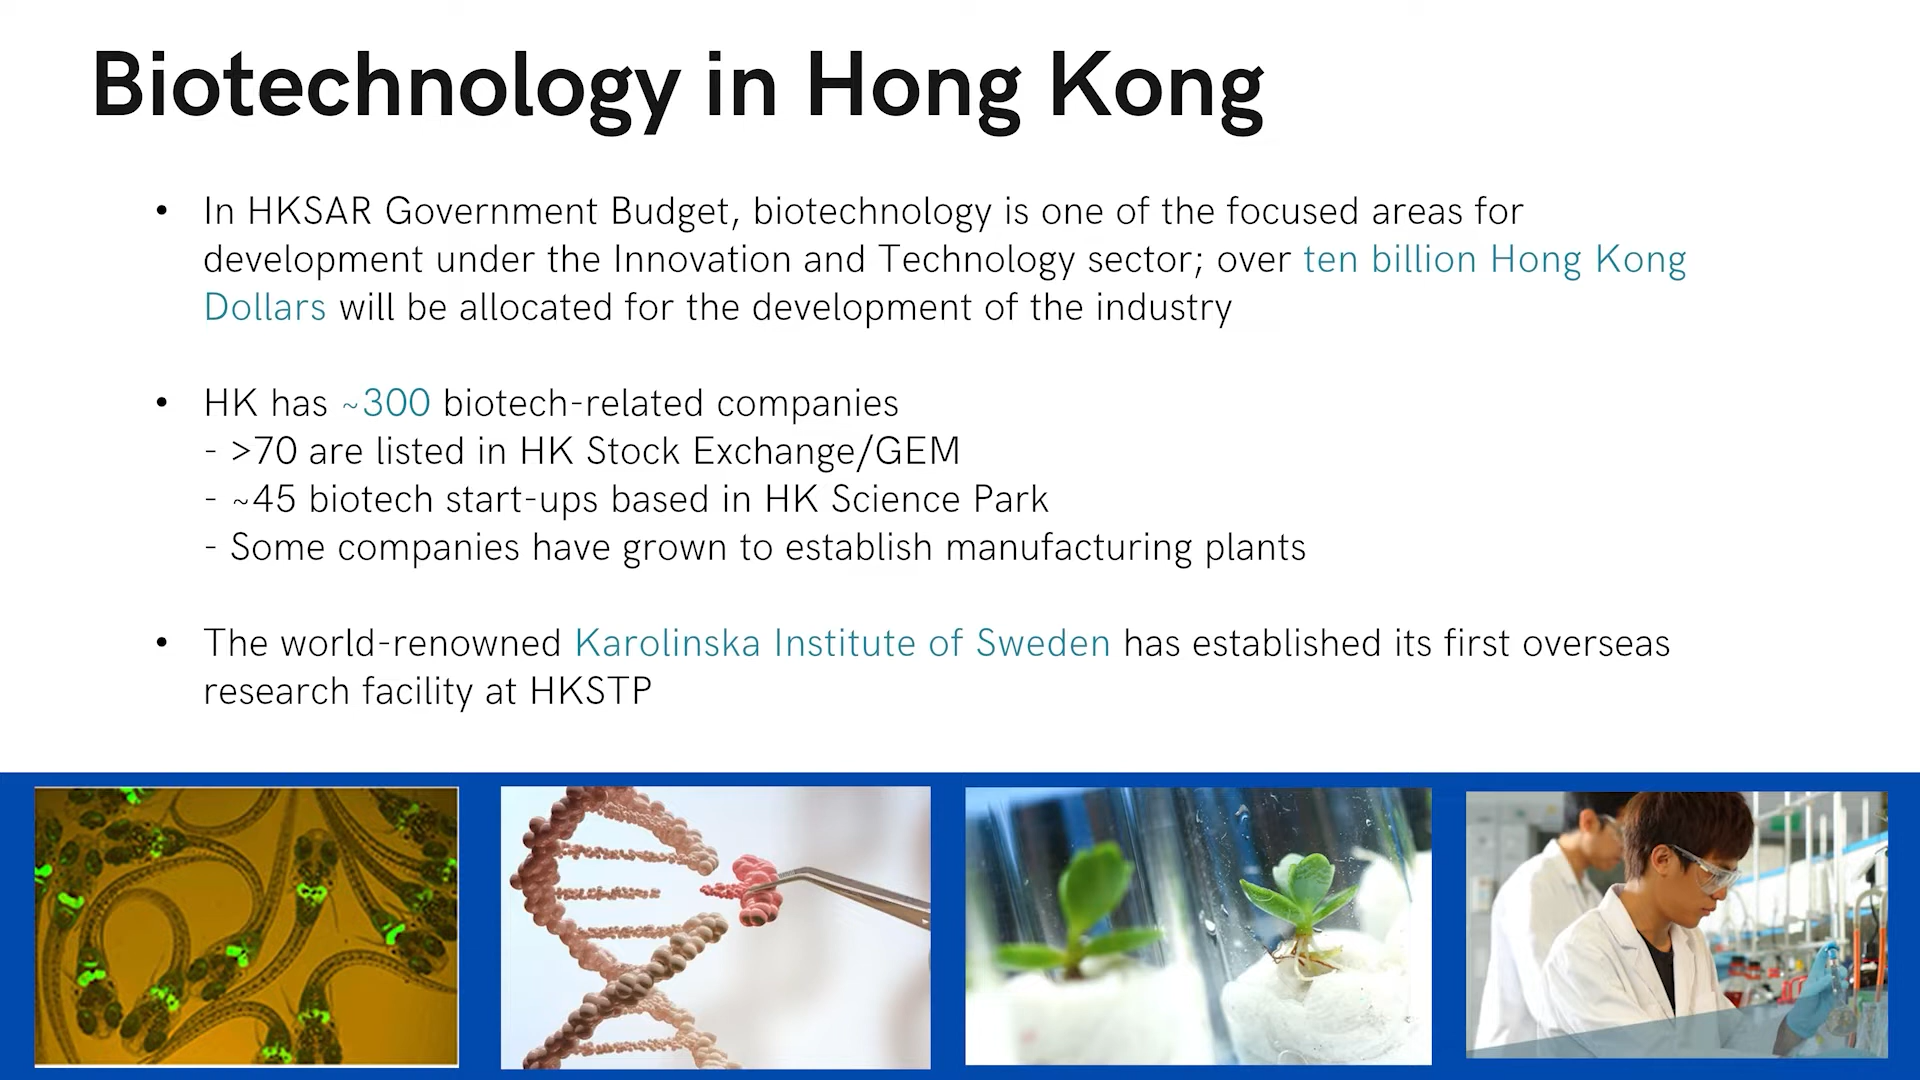 Biotechnology in Hong Kong
• In HKSAR Government Budget, biotechnology is one of the focused areas for
development under the Innovation and Technology sector; over ten billion Hong Kong
Dollars will be allocated for the development of the industry
• HK has ~300 biotech-related companies
- >70 are listed in HK Stock Exchange/GEM
- ~45 biotech start-ups based in HK Science Park
- Some companies have grown to establish manufacturing plants
• The world-renowned Karolinska Institute of Sweden has established its first overseas
research facility at HKSTP